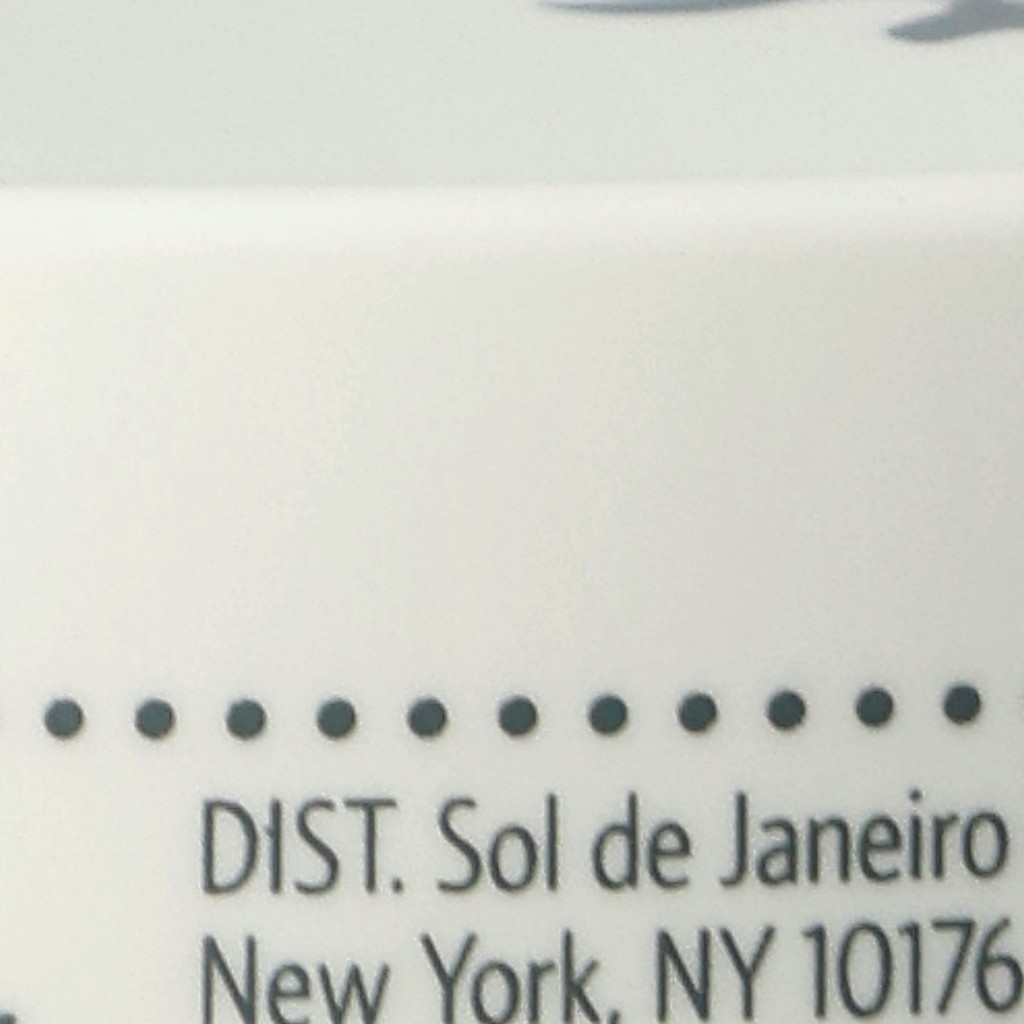 DIST. Sol de Janeiro
New York, NY 10176